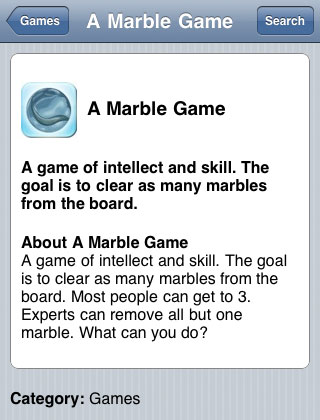 Games
A Marble Game
Search
A Marble Game
A game of intellect and skill. The
goal is to clear as many marbles
from the board.
About A Marble Game
A game of intellect and skill. The goal
is to clear as many marbles from the
board. Most people can get to 3.
Experts can remove all but one
marble. What can you do?
Category: Games